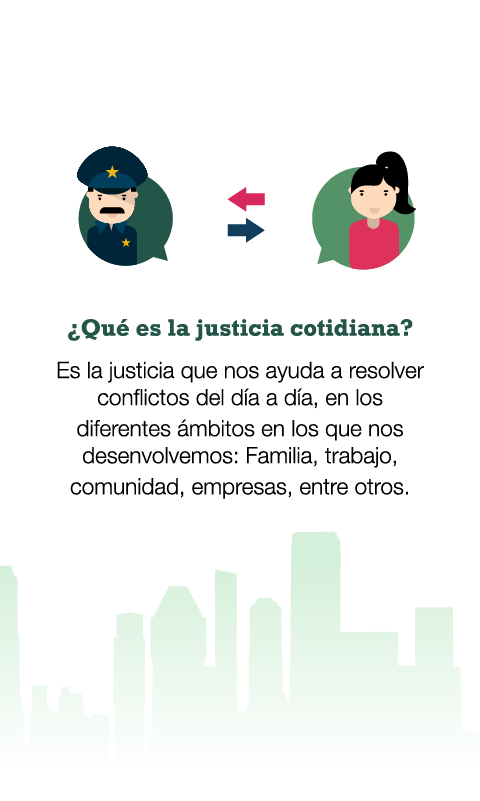 ¿Qué es la justicia cotidiana?
Es la justicia que nos ayuda a resolver
conflictos del día a día, en los
diferentes ámbitos en los que nos
desenvolvemos: Familia, trabajo,
comunidad, empresas, entre otros.